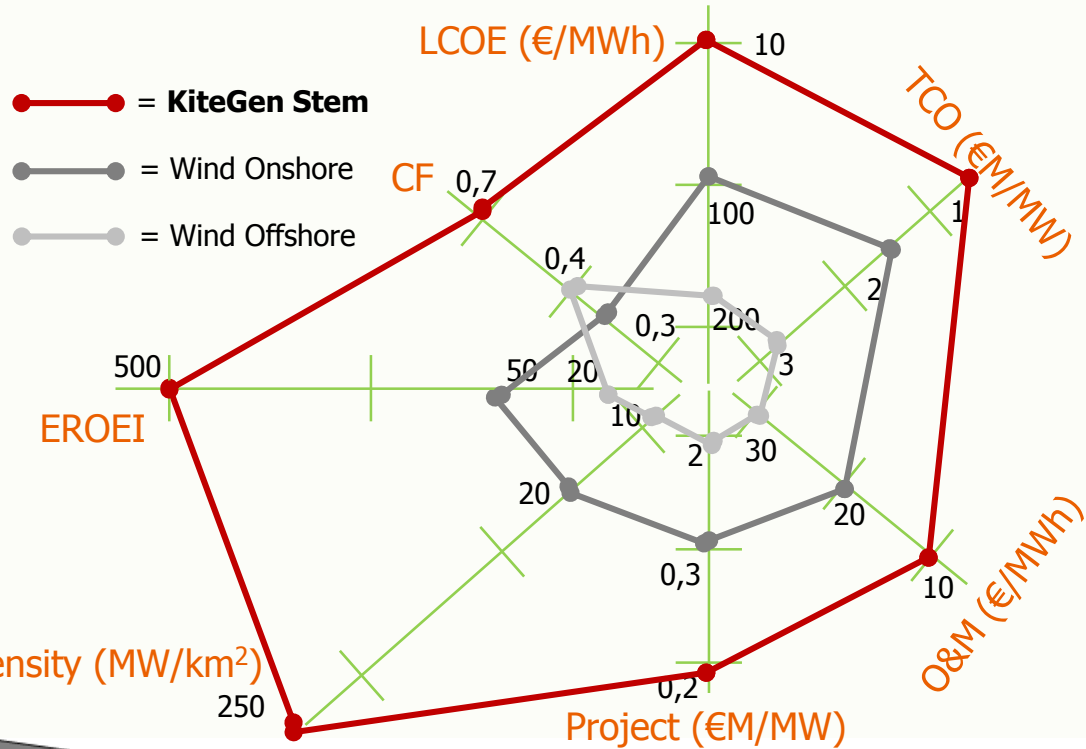 LCOE (€/MWh)
10
= KiteGen Stem
TCO (€M/MW)
= Wind Onshore
CF
0,7
100
1
= Wind Offshore
0,4
2
0,3
200
500
50
20
3
EROEI
10
2
30
20
20
0,3
10
O&M (€/MWh)
(MW/km²)
250
0,2
Project (€M/MW)